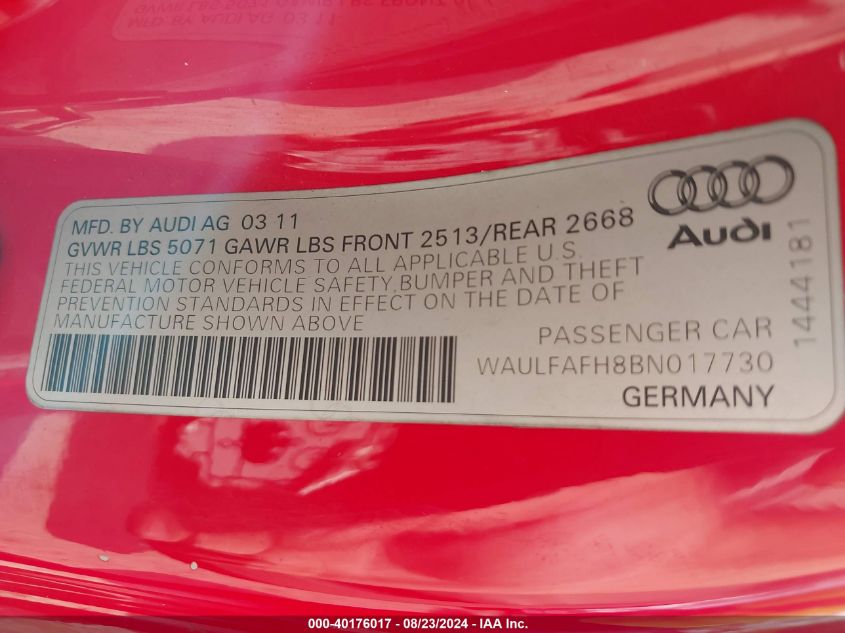 MFD. BY AUDI AG 03 11
GVWR LBS 5071 GAWR LBS FRONT 2513/REAR 2668
THIS VEHICLE CONFORMS TO ALL APPLICABLE U.S.
FEDERAL MOTOR VEHICLE SAFETY, BUMPER AND THEFT
PREVENTION STANDARDS IN EFFECT ON THE DATE OF
MANUFACTURE SHOWN ABOVE
Audi
1444181
PASSENGER CAR
WAULFAFH8BN017730
GERMANY
000-40176017 - 08/23/2024 - IAA Inc.